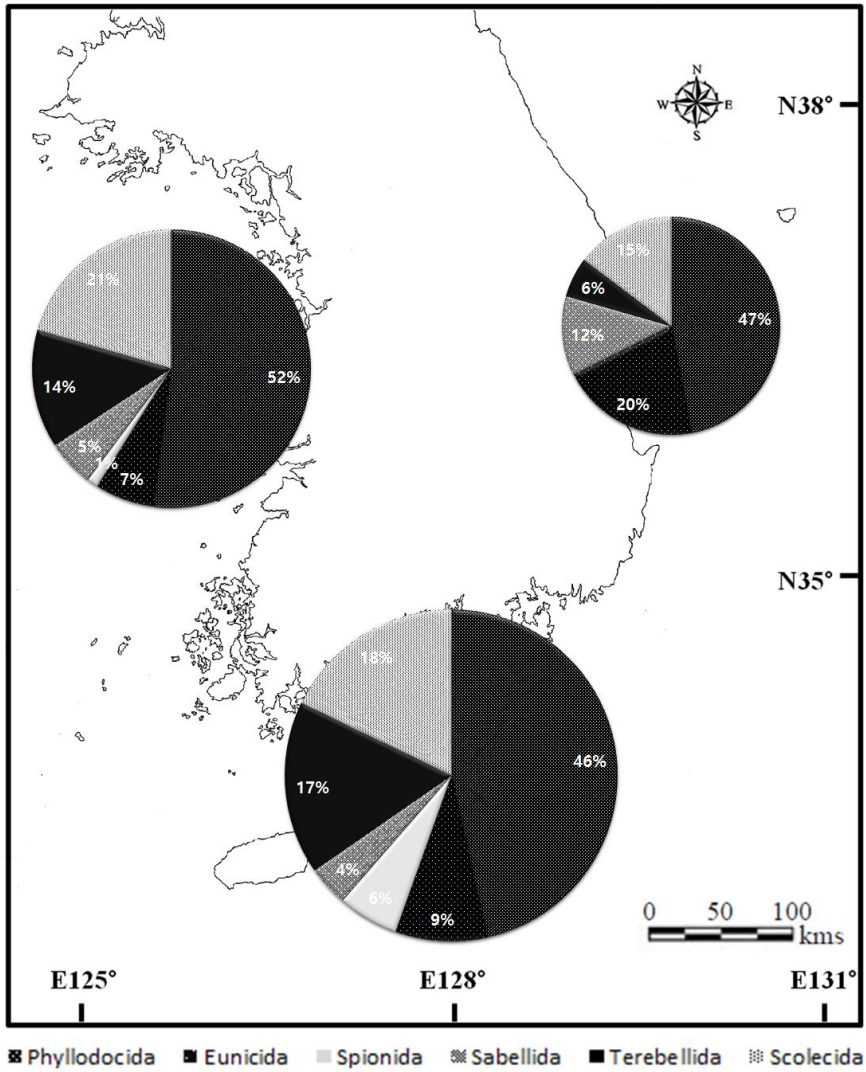 N
W E
S
N38°
15%
6%
47%
12%
20%
21%
52%
14%
5%
1%
7%
N35°
18%
46%
17%
4%
6%
9%
0 50 100
kms
E125° E128° E131°
Phyllodocida Eunicida Spionida Sabellida Terebellida Scolecida